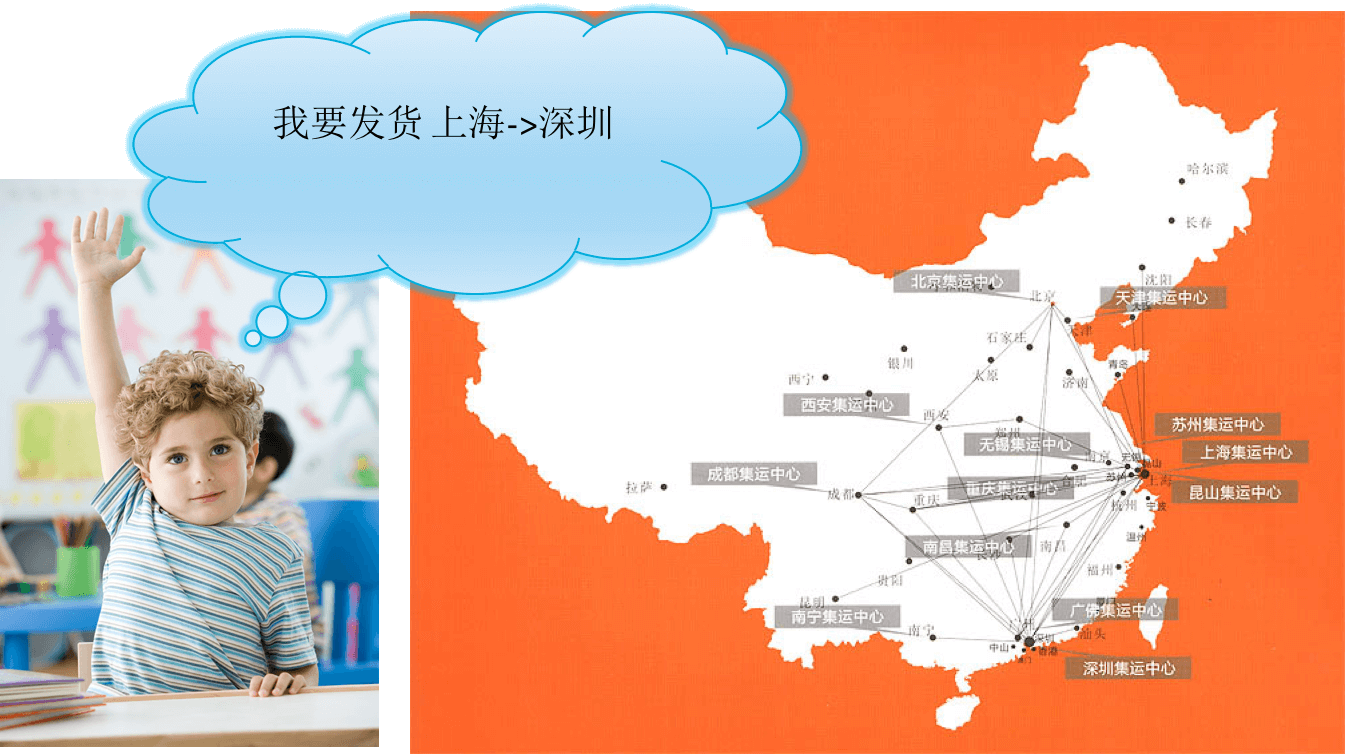 我要发货 上海->深圳
哈尔滨
长春
沈阳
北京集运中心
北京
天津集运中心
天津
石家庄
银川
太原
青岛
济南
西宁
西安集运中心
西安
郑州
无锡集运中心
苏州集运中心
上海集运中心
昆山集运中心
南京
无锡
昆山
苏州
上海
合肥
成都集运中心
拉萨
成都
重庆
重庆集运中心
杭州
宁波
温州
南昌集运中心
南昌
长沙
贵阳
福州
昆明
南宁集运中心
南宁
广佛集运中心
广州
深圳
汕头
中山
香港
深圳集运中心